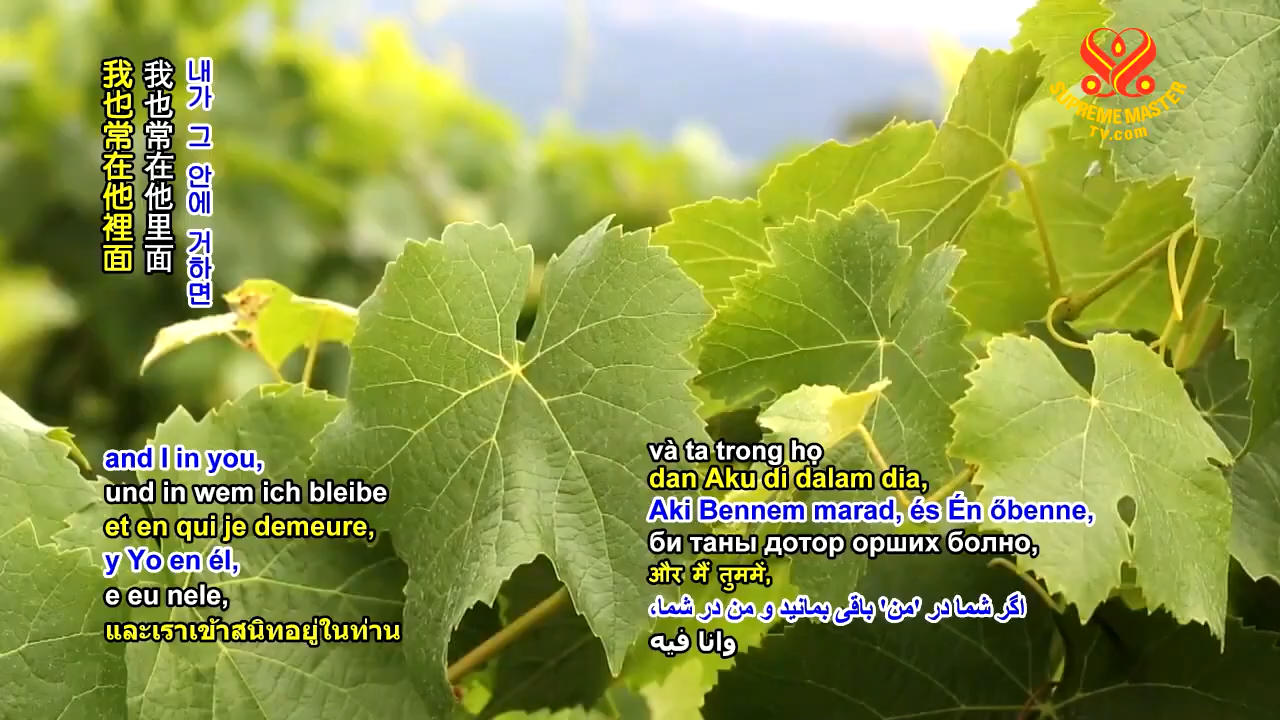 我也常在他裡面
我也常在他里面
내가 그 안에 거하면
SUPREME MASTER
TV.com
and I in you,
und in wem ich bleibe
et en qui je demeure,
y Yo en él,
e eu nele,
และเราเข้าสนิทอยู่ในท่าน
và ta trong họ
dan Aku di dalam dia,
Aki Bennem marad, és Én őbenne,
би таны дотор орших болно,
और मैं तुममें,
اگر شما در 'من' باقی بمانید و من در شما،
وانا فيه